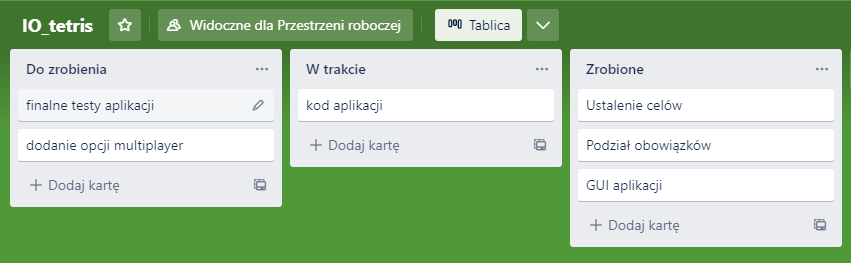 IO_tetris
Widoczne dla Przestrzeni roboczej
Tablica
Do zrobienia
finalne testy aplikacji
dodanie opcji multiplayer
+ Dodaj kartę
W trakcie
kod aplikacji
+ Dodaj kartę
Zrobione
Ustalenie celów
Podział obowiązków
GUI aplikacji
+ Dodaj kartę